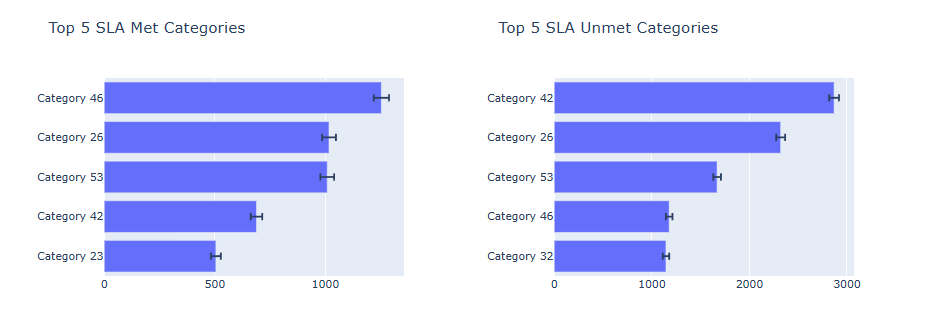 Top 5 SLA Met Categories
Category 46
Category 26
Category 53
Category 42
Category 23
0 500 1000
Top 5 SLA Unmet Categories
Category 42
Category 26
Category 53
Category 46
Category 32
0 1000 2000 3000